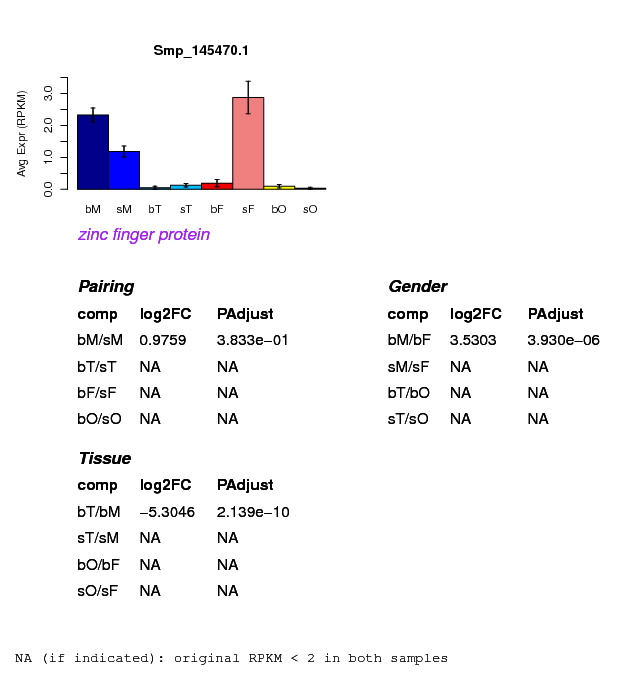 Smp_145470.1
Avg Expr (RPKM)
0.0 1.0 2.0 3.0
bM sM bT sT bF sF bO sO
zinc finger protein
Pairing
comp log2FC PAdjust
bM/sM 0.9759 3.833e−01
bT/sT NA NA
bF/sF NA NA
bO/sO NA NA
Gender
comp log2FC PAdjust
bM/bF 3.5303 3.930e−06
sM/sF NA NA
bT/bO NA NA
sT/sO NA NA
Tissue
comp log2FC PAdjust
bT/bM −5.3046 2.139e−10
sT/sM NA NA
bO/bF NA NA
sO/sF NA NA
NA (if indicated): original RPKM < 2 in both samples